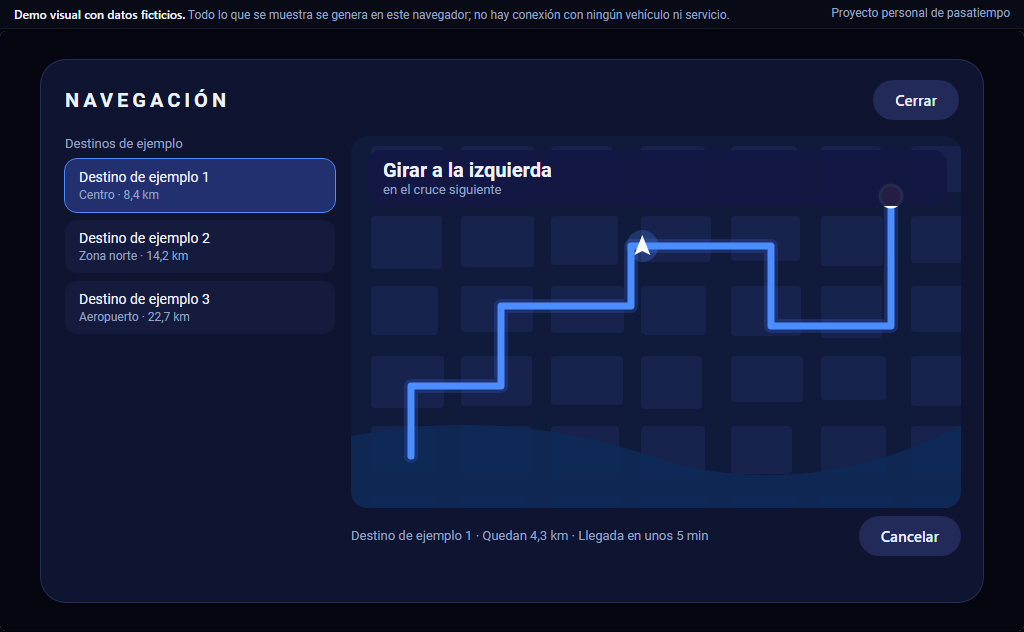 Demo visual con datos ficticios. Todo lo que se muestra se genera en este navegador; no hay conexión con ningún vehículo ni servicio.
Proyecto personal de pasatiempo
NAVEGACIÓN
Cerrar
Destinos de ejemplo
Destino de ejemplo 1
Centro · 8,4 km
Destino de ejemplo 2
Zona norte · 14,2 km
Destino de ejemplo 3
Aeropuerto · 22,7 km
Girar a la izquierda
en el cruce siguiente
Destino de ejemplo 1 · Quedan 4,3 km · Llegada en unos 5 min
Cancelar